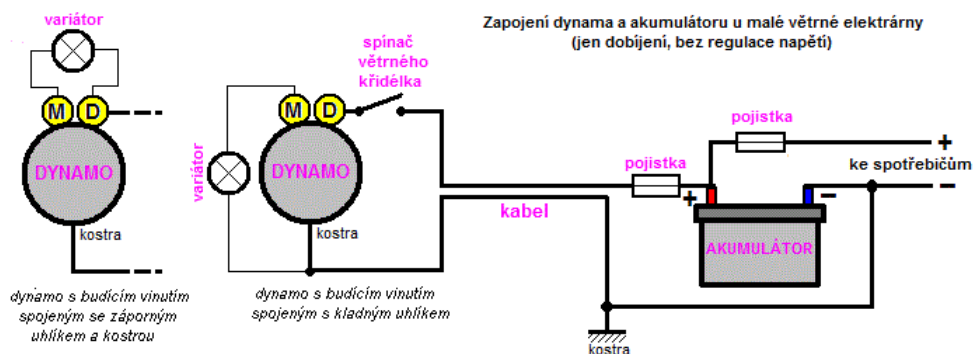 Zapojení dynama a akumulátoru u malé větrné elektrárny
(jen dobíjení, bez regulace napětí)
variátor
M
D
DYNAMO
kostra
dynamo s budícím vinutím
spojeným se záporným
uhlíkem a kostrou
spínač
větrného
křidélka
M
D
variátor
DYNAMO
kostra
dynamo s budícím vinutím
spojeným s kladným uhlíkem
kabel
pojistka
pojistka
+
ke spotřebičům
−
+
−
AKUMULÁTOR
kostra